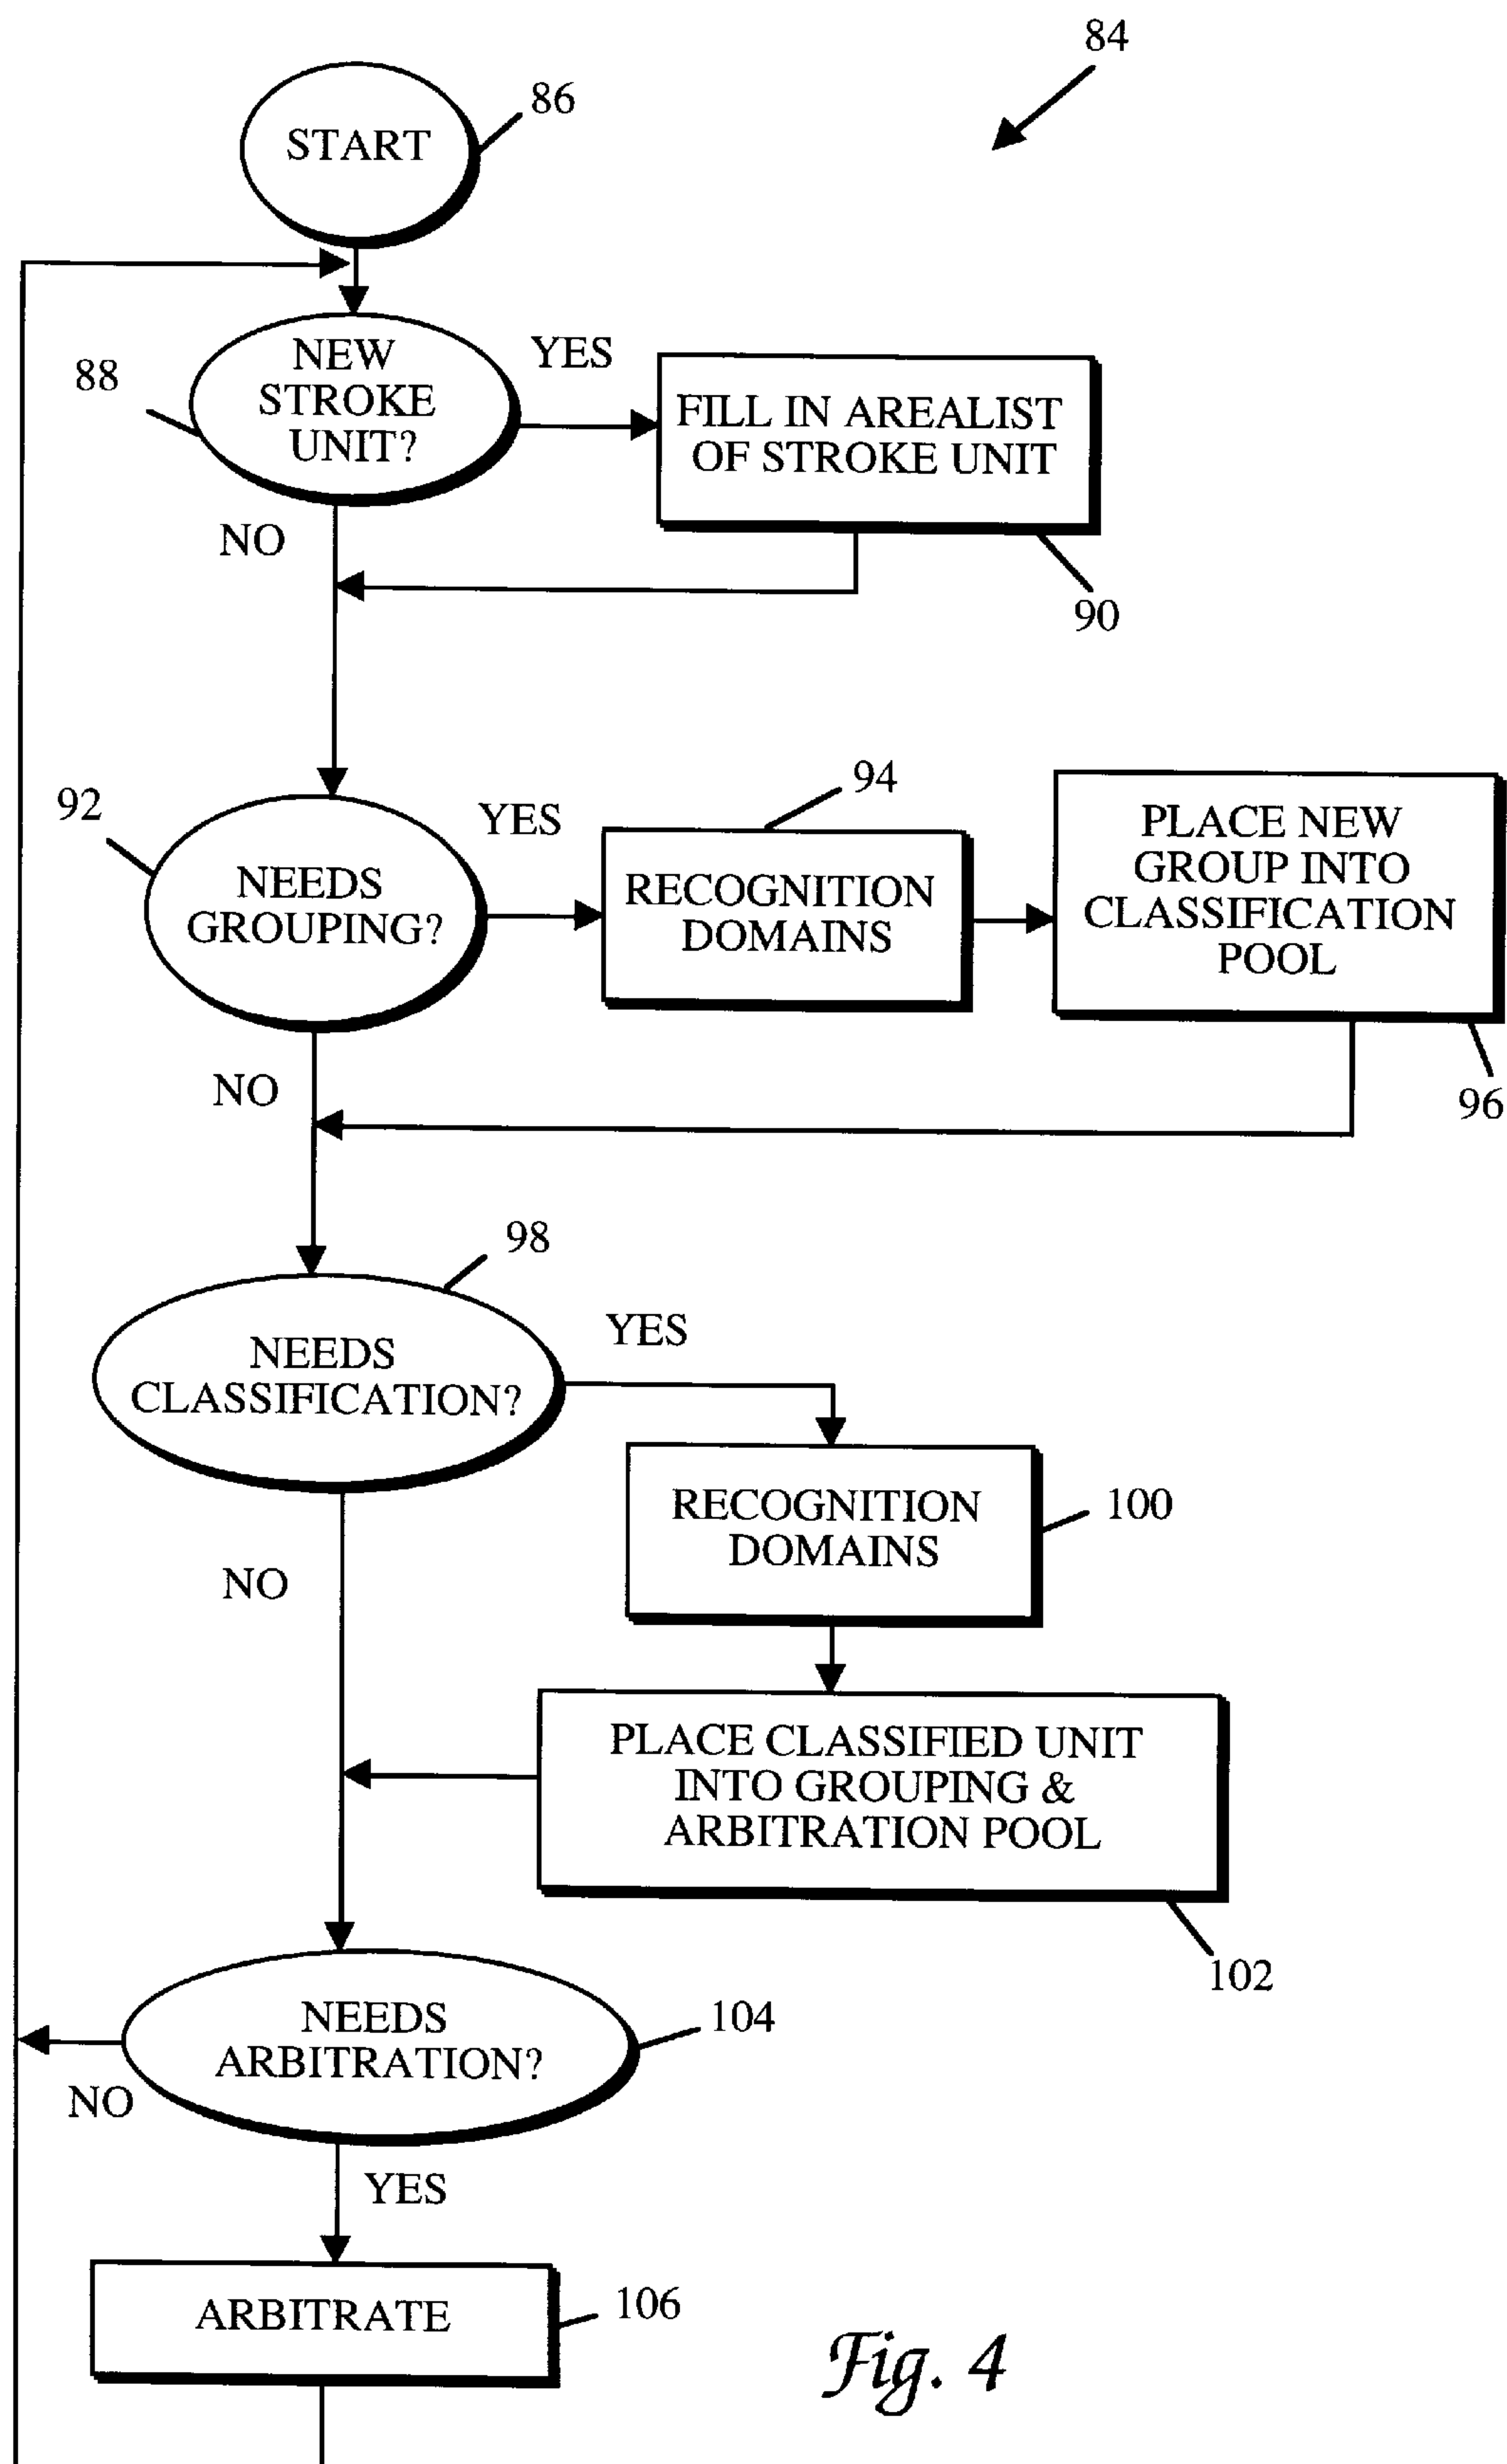 84
START
86
NEW
STROKE
UNIT?
88
YES
FILL IN AREALIST
OF STROKE UNIT
NO
90
92
NEEDS
GROUPING?
YES
94
RECOGNITION
DOMAINS
PLACE NEW
GROUP INTO
CLASSIFICATION
POOL
96
NO
98
NEEDS
CLASSIFICATION?
YES
RECOGNITION
DOMAINS
100
NO
PLACE CLASSIFIED UNIT
INTO GROUPING &
ARBITRATION POOL
102
NEEDS
ARBITRATION?
104
NO
YES
ARBITRATE
106
Fig. 4